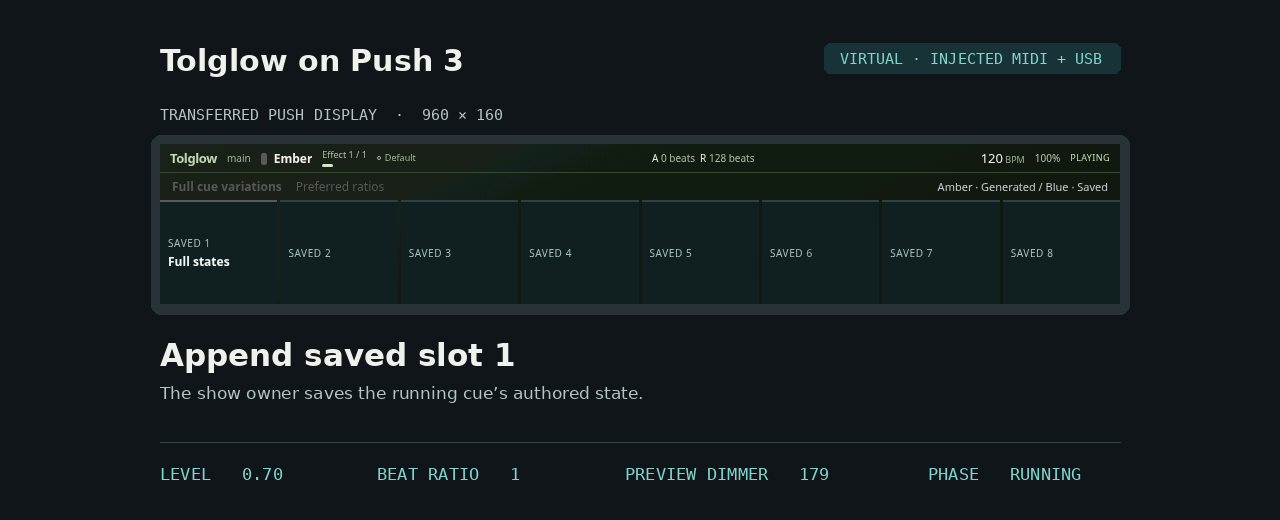 Tolglow on Push 3
VIRTUAL · INJECTED MIDI + USB
TRANSFERRED PUSH DISPLAY · 960 × 160
Tolglow main Ember Effect 1 / 1 Default A 0 beats R 128 beats 120 BPM 100% PLAYING
Full cue variations Preferred ratios Amber · Generated / Blue · Saved
SAVED 1 SAVED 2 SAVED 3 SAVED 4 SAVED 5 SAVED 6 SAVED 7 SAVED 8
Full states
Append saved slot 1
The show owner saves the running cue’s authored state.
LEVEL 0.70 BEAT RATIO 1 PREVIEW DIMMER 179 PHASE RUNNING